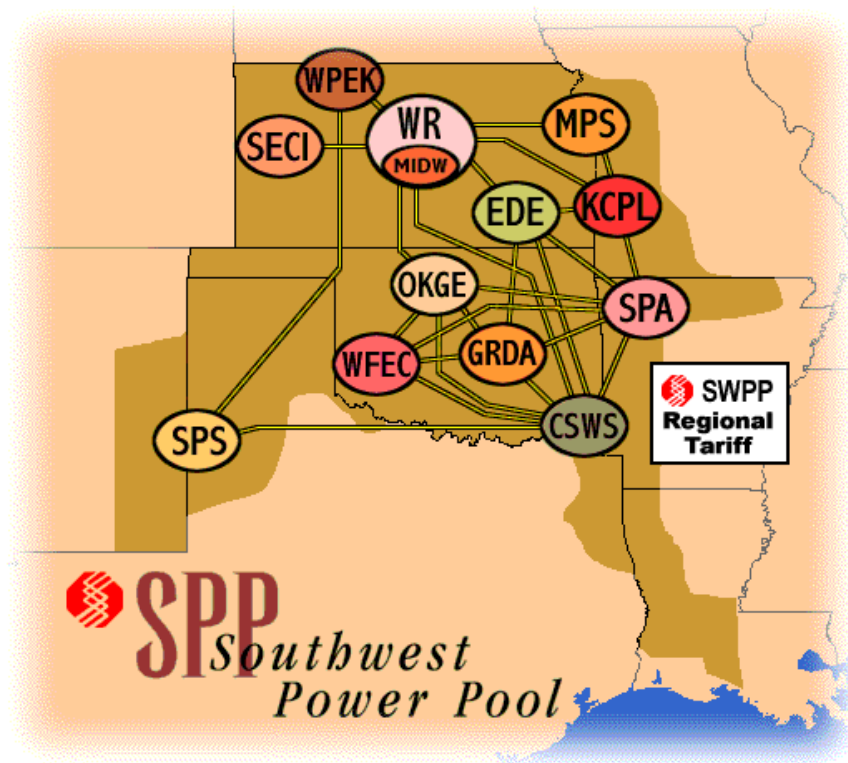 WPEK
WR
MPS
SECI
MIDW
EDE
KCPL
OKGE
SPA
WFEC
GRDA
SWPP
Regional
Tariff
SPS
CSWS
SPP
Southwest
Power Pool